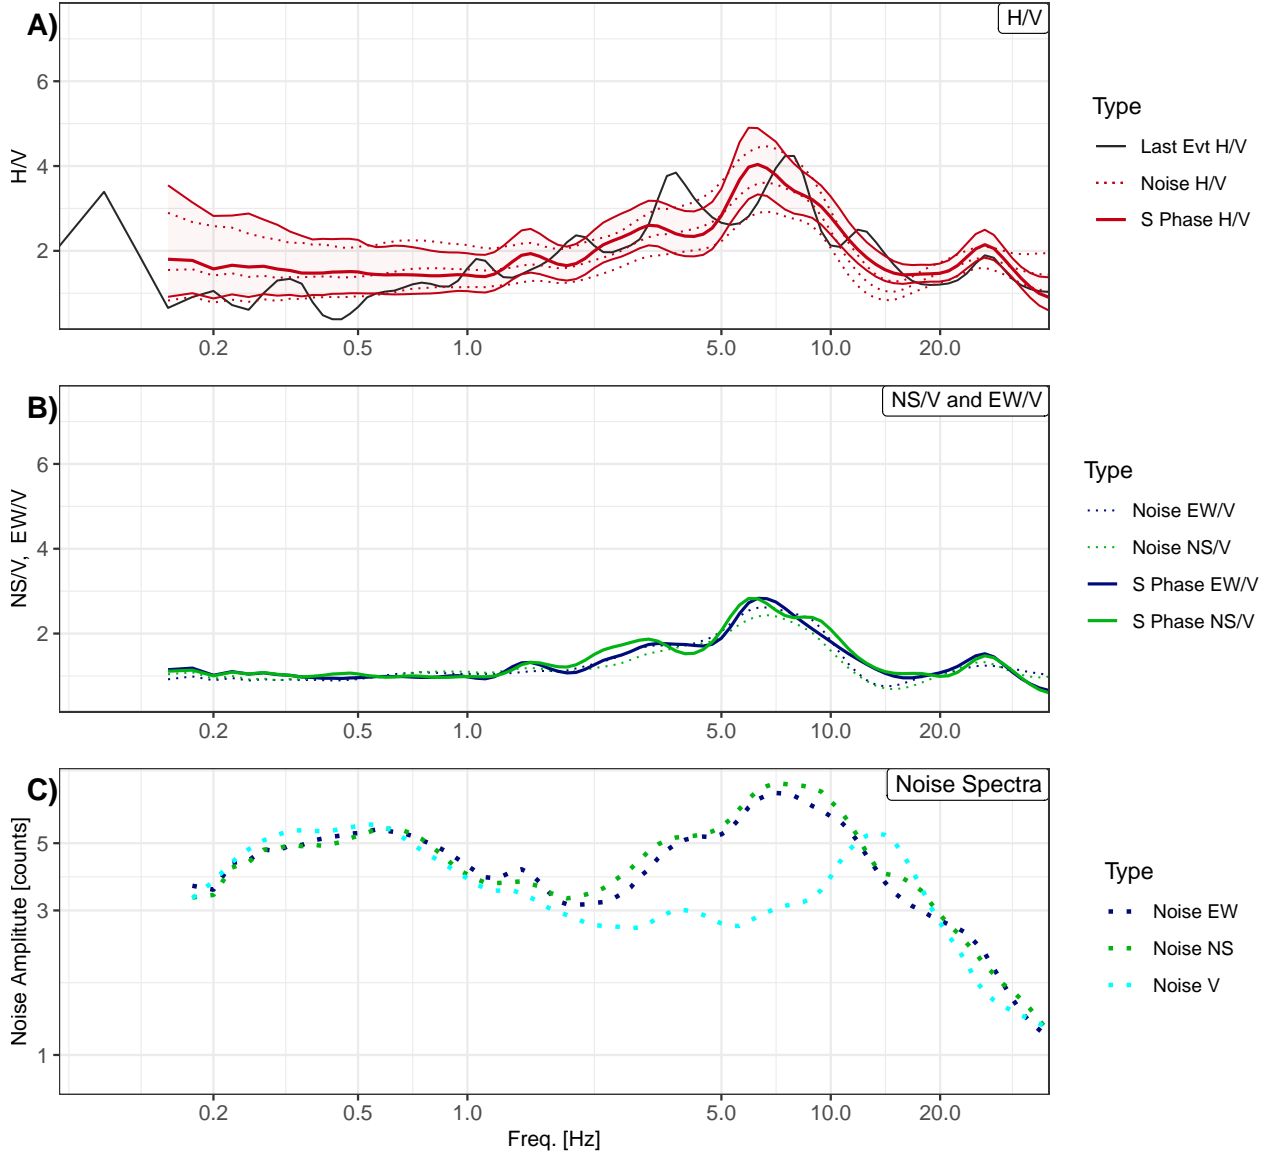 A)
H/V
H/V
6
4
2
0.2 0.5 1.0 5.0 10.0 20.0
Type
Last Evt H/V
Noise H/V
S Phase H/V
B)
NS/V and EW/V
NS/V, EW/V
6
4
2
0.2 0.5 1.0 5.0 10.0 20.0
Type
Noise EW/V
Noise NS/V
S Phase EW/V
S Phase NS/V
C)
Noise Spectra
Noise Amplitude [counts]
5
3
1
0.2 0.5 1.0 5.0 10.0 20.0
Freq. [Hz]
Type
Noise EW
Noise NS
Noise V